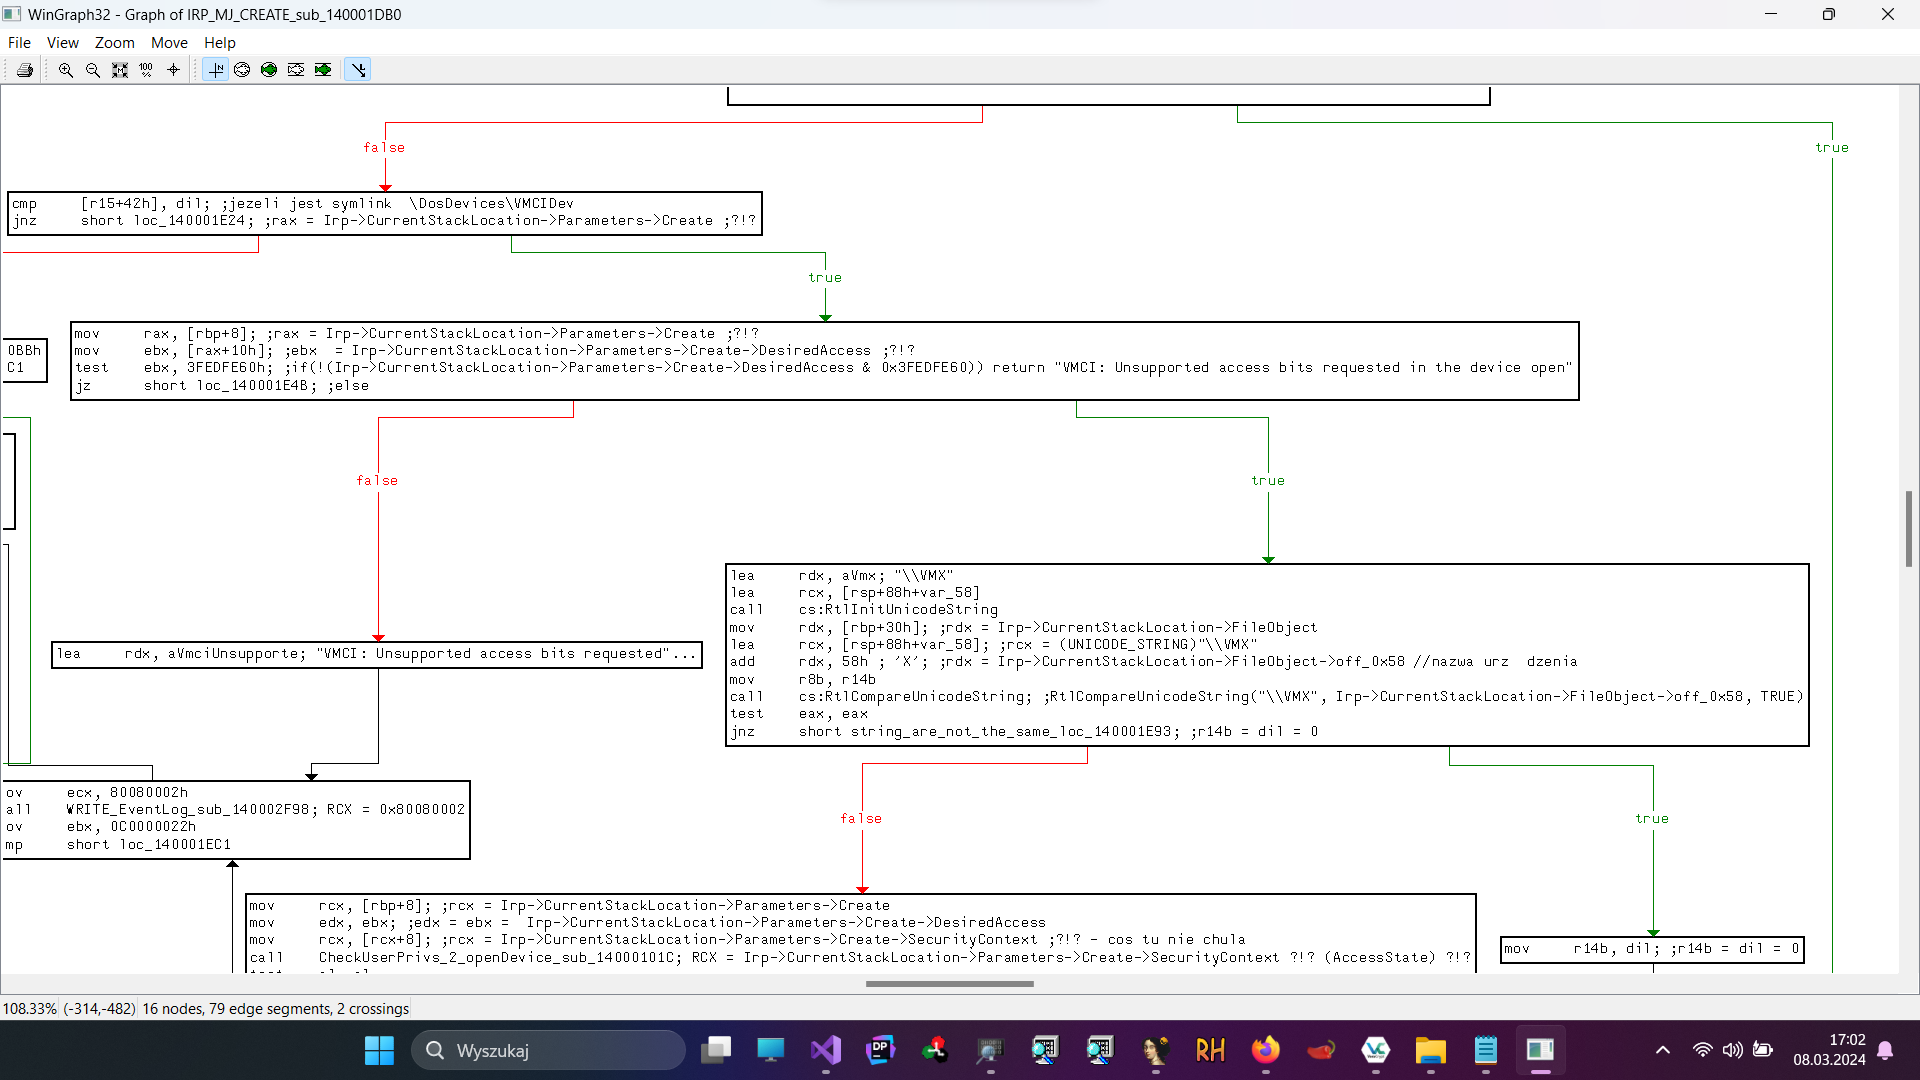 WinGraph32 - Graph of IRP_MJ_CREATE_sub_140001DB0
File View Zoom Move Help
100 %
false
true
cmp [r15+42h], dil; ;jezeli jest symlink \DosDevices\VMCIDev
jnz short loc_140001E24; ;rax = Irp->CurrentStackLocation->Parameters->Create ;?!?
true
0BBh
C1
mov rax, [rbp+8]; ;rax = Irp->CurrentStackLocation->Parameters->Create ;?!?
mov ebx, [rax+10h]; ;ebx = Irp->CurrentStackLocation->Parameters->Create->DesiredAccess ;?!?
test ebx, 3FEDFE60h; ;if(!(Irp->CurrentStackLocation->Parameters->Create->DesiredAccess & 0x3FEDFE60)) return "VMCI: Unsupported access bits requested in the device open"
jz short loc_140001E4B; ;else
false
true
lea rdx, aVmx; "\\VMX"
lea rcx, [rsp+88h+var_58]
call cs:RtlInitUnicodeString
mov rdx, [rbp+30h]; ;rdx = Irp->CurrentStackLocation->FileObject
lea rcx, [rsp+88h+var_58]; ;rcx = (UNICODE_STRING)"\\VMX"
add rdx, 58h ; 'X'; ;rdx = Irp->CurrentStackLocation->FileObject->off_0x58 //nazwa urz dzenia
mov r8b, r14b
call cs:RtlCompareUnicodeString; ;RtlCompareUnicodeString("\\VMX", Irp->CurrentStackLocation->FileObject->off_0x58, TRUE)
test eax, eax
jnz short string_are_not_the_same_loc_140001E93; ;r14b = dil = 0
lea rdx, aVmciUnsupporte; "VMCI: Unsupported access bits requested"...
ov ecx, 80080002h
all WRITE_EventLog_sub_140002F98; RCX = 0x80080002
ov ebx, 0C0000022h
mp short loc_140001EC1
false
true
mov rcx, [rbp+8]; ;rcx = Irp->CurrentStackLocation->Parameters->Create
mov edx, ebx; ;edx = ebx = Irp->CurrentStackLocation->Parameters->Create->DesiredAccess
mov rcx, [rcx+8]; ;rcx = Irp->CurrentStackLocation->Parameters->Create->SecurityContext ;?!? - cos tu nie chula
call CheckUserPrivs_2_openDevice_sub_14000101C; RCX = Irp->CurrentStackLocation->Parameters->Create->SecurityContext ?!? (AccessState) ?!?
mov r14b, dil; ;r14b = dil = 0
108.33% (-314,-482) 16 nodes, 79 edge segments, 2 crossings
Wyszukaj
DP
RH
17:02
08.03.2024